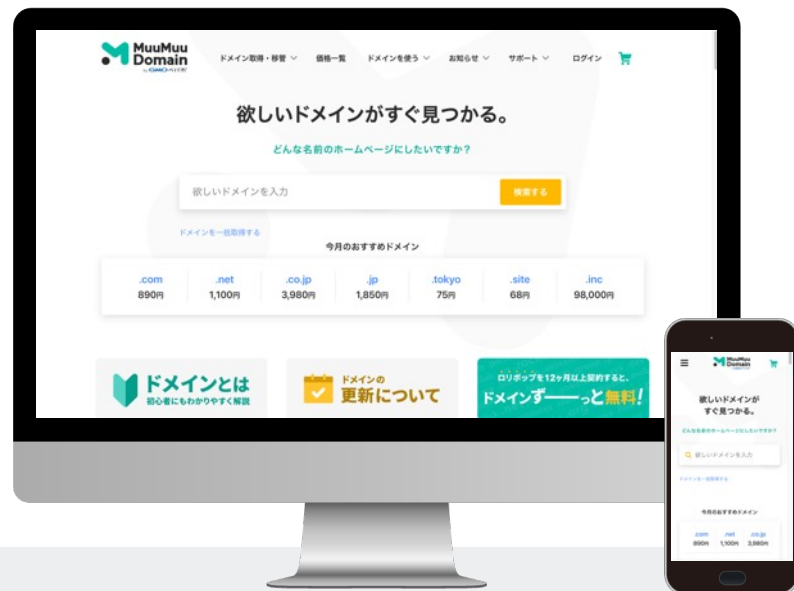 MuuMuu
Domain
by GMOペパボ
ドメイン取得・移管
価格一覧
ドメインを使う
お知らせ
サポート
ログイン
欲しいドメインがすぐ見つかる。
どんな名前のホームページにしたいですか？
欲しいドメインを入力
検索する
ドメインを一括取得する
今月のおすすめドメイン
.com .net .co.jp .jp .tokyo .site .inc
890円 1,100円 3,980円 1,850円 75円 68円 98,000円
ドメインとは
初心者にもわかりやすく解説
ドメインの
更新について
ロリポップを12ヶ月以上契約すると、
ドメインずーーっと無料!
MuuMuu
Domain
欲しいドメインが
すぐ見つかる。
どんな名前のホームページにしたいですか？
欲しいドメインを入力
ドメインを一括取得する
今月のおすすめドメイン
.com .net .co.jp
890円 1,100円 3,980円